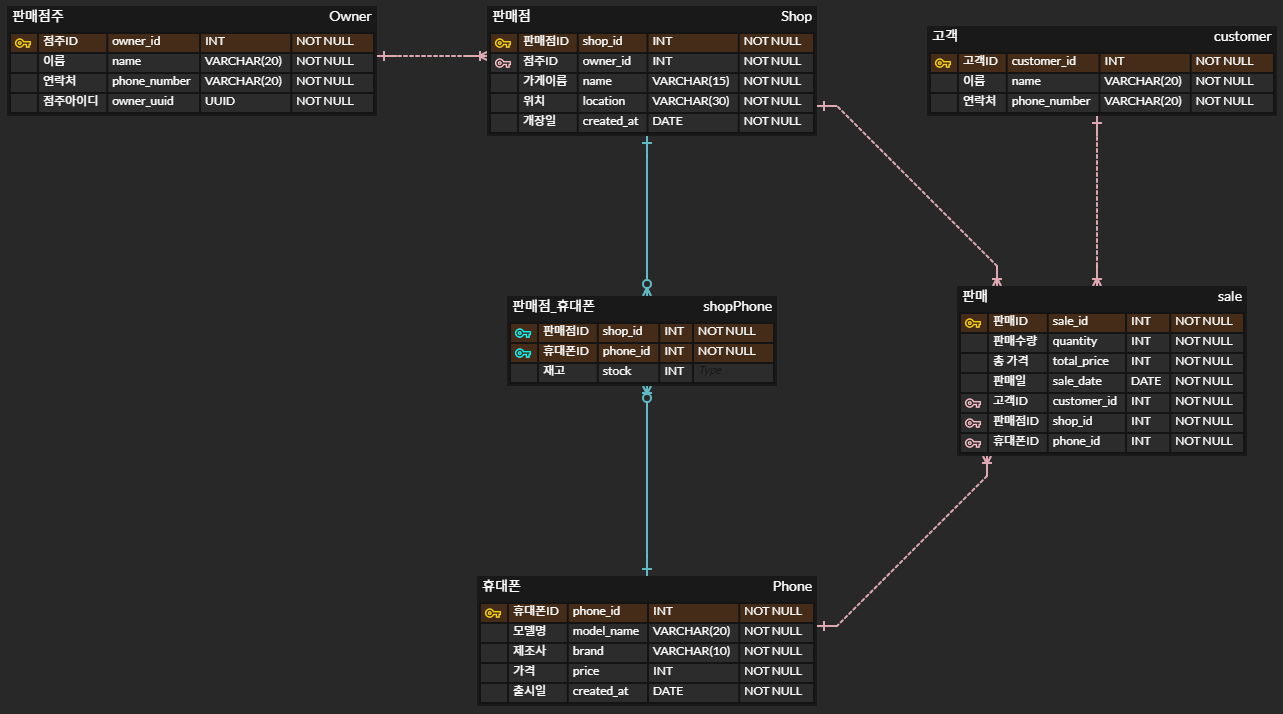 판매점주 Owner
점주ID owner_id INT NOT NULL
이름 name VARCHAR(20) NOT NULL
연락처 phone_number VARCHAR(20) NOT NULL
점주아이디 owner_uuid UUID NOT NULL
판매점 Shop
판매점ID shop_id INT NOT NULL
점주ID owner_id INT NOT NULL
가게이름 name VARCHAR(15) NOT NULL
위치 location VARCHAR(30) NOT NULL
개장일 created_at DATE NOT NULL
고객 customer
고객ID customer_id INT NOT NULL
이름 name VARCHAR(20) NOT NULL
연락처 phone_number VARCHAR(20) NOT NULL
판매점_휴대폰 shopPhone
판매점ID shop_id INT NOT NULL
휴대폰ID phone_id INT NOT NULL
재고 stock INT Type
판매 sale
판매ID sale_id INT NOT NULL
판매수량 quantity INT NOT NULL
총 가격 total_price INT NOT NULL
판매일 sale_date DATE NOT NULL
고객ID customer_id INT NOT NULL
판매점ID shop_id INT NOT NULL
휴대폰ID phone_id INT NOT NULL
휴대폰 Phone
휴대폰ID phone_id INT NOT NULL
모델명 model_name VARCHAR(20) NOT NULL
제조사 brand VARCHAR(10) NOT NULL
가격 price INT NOT NULL
출시일 created_at DATE NOT NULL